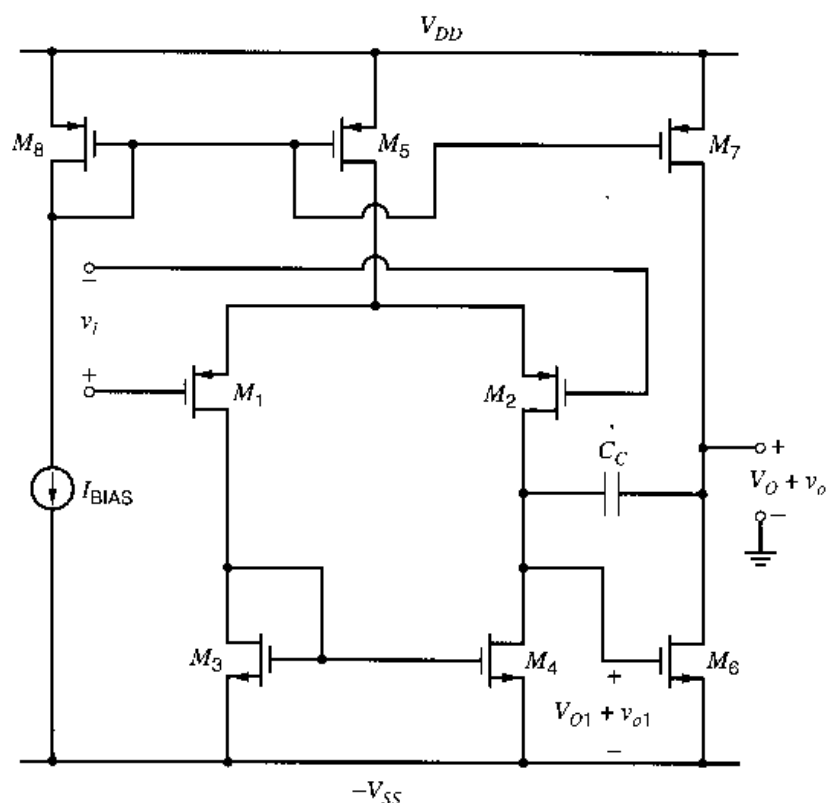 V_DD
M_8
M_5
M_7
−
v_i
+
M_1
M_2
C_C
+
V_O + v_o
−
I_BIAS
M_3
M_4
M_6
+
V_O1 + v_o1
−
−V_SS